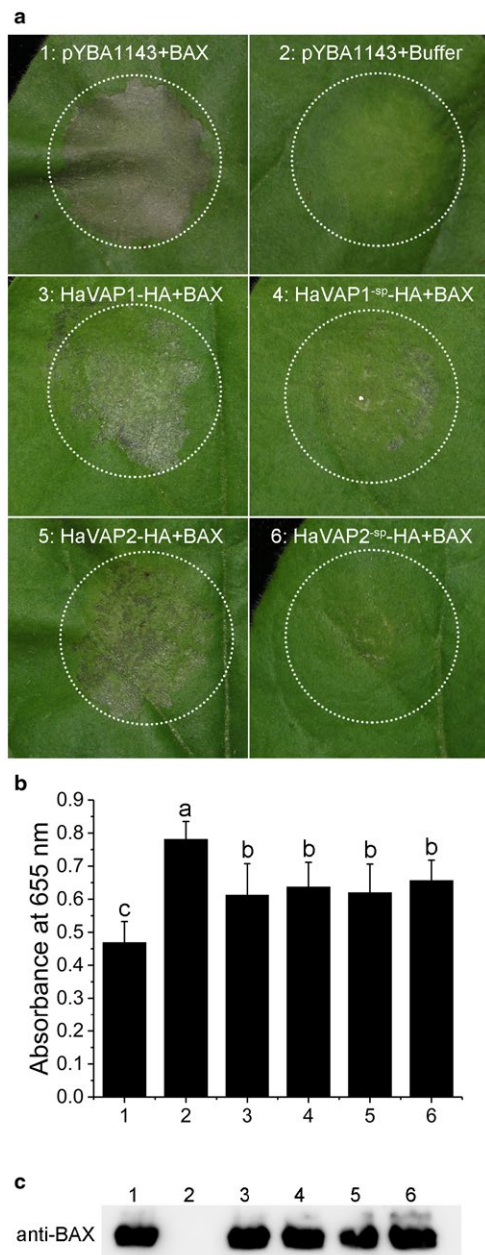 a
1: pYBA1143+BAX
2: pYBA1143+Buffer
3: HaVAP1-HA+BAX
4: HaVAP1-sp-HA+BAX
5: HaVAP2-HA+BAX
6: HaVAP2-sp-HA+BAX
b
Absorbance at 655 nm
0.9
0.8
0.7
0.6
0.5
0.4
0.3
0.2
0.1
0.0
c
a
b
b
b
b
1 2 3 4 5 6
c
1 2 3 4 5 6
anti-BAX